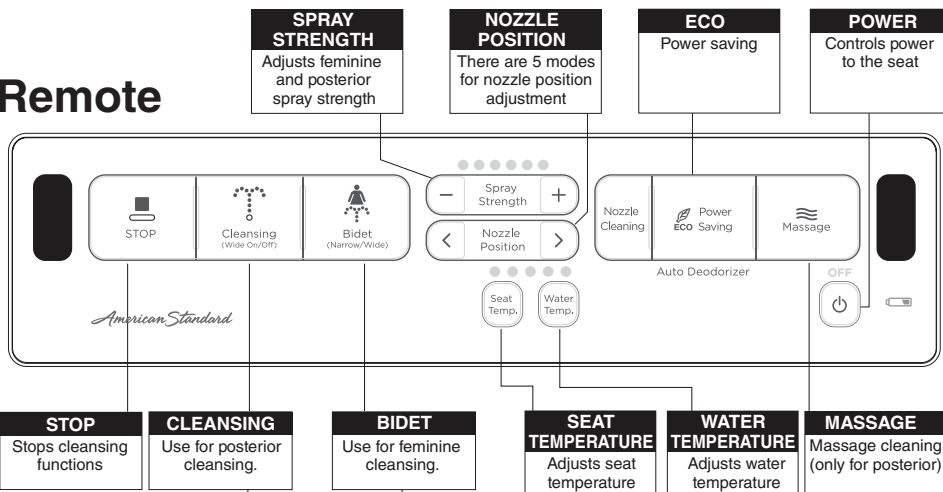 SPRAY
STRENGTH
Adjusts feminine
and posterior
spray strength
NOZZLE
POSITION
There are 5 modes
for nozzle position
adjustment
ECO
Power saving
POWER
Controls power
to the seat
Remote
STOP
Cleansing
(Wide On/Off)
Bidet
(Narrow/Wide)
Spray
Strength
Nozzle
Position
Seat
Temp.
Water
Temp.
Nozzle
Cleaning
ECO
Power
Saving
Massage
Auto Deodorizer
OFF
American Standard
STOP
Stops cleansing
functions
CLEANSING
Use for posterior
cleansing.
BIDET
Use for feminine
cleansing.
SEAT
TEMPERATURE
Adjusts seat
temperature
WATER
TEMPERATURE
Adjusts water
temperature
MASSAGE
Massage cleaning
(only for posterior)